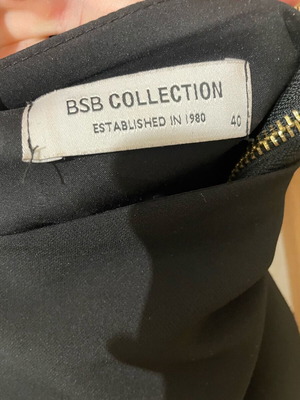 BSB COLLECTION
ESTABLISHED IN 1980 40